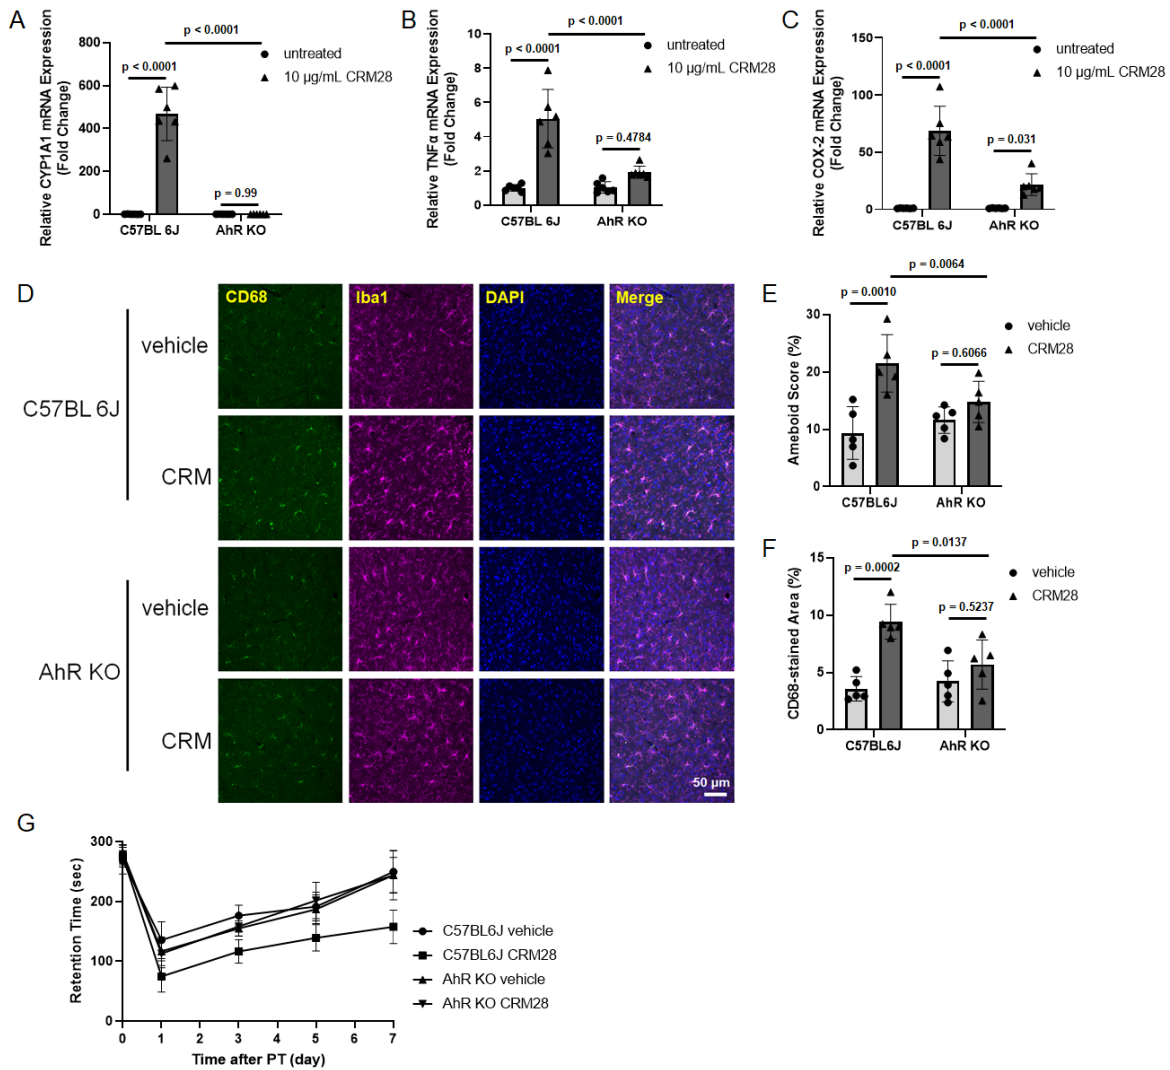 A
Relative CYP1A1 mRNA Expression
(Fold Change)
800
600
400
200
0
p < 0.0001
p < 0.0001
p = 0.99
untreated
10 µg/mL CRM28
C57BL 6J
AhR KO
B
Relative TNFα mRNA Expression
(Fold Change)
10
8
6
4
2
0
p < 0.0001
p < 0.0001
p = 0.4784
untreated
10 µg/mL CRM28
C57BL 6J
AhR KO
C
Relative COX-2 mRNA Expression
(Fold Change)
150
100
50
0
p < 0.0001
p < 0.0001
p = 0.031
untreated
10 µg/mL CRM28
C57BL 6J
AhR KO
D
CD68
Iba1
DAPI
Merge
C57BL 6J
vehicle
CRM
AhR KO
vehicle
CRM
50 µm
E
Ameboid Score (%)
30
20
10
0
p = 0.0064
p = 0.0010
p = 0.6066
vehicle
CRM28
C57BL6J
AhR KO
F
CD68-stained Area (%)
15
10
5
0
p = 0.0137
p = 0.0002
p = 0.5237
vehicle
CRM28
C57BL6J
AhR KO
G
Retention Time (sec)
300
200
100
0
0 1 2 3 4 5 6 7
Time after PT (day)
C57BL6J vehicle
C57BL6J CRM28
AhR KO vehicle
AhR KO CRM28